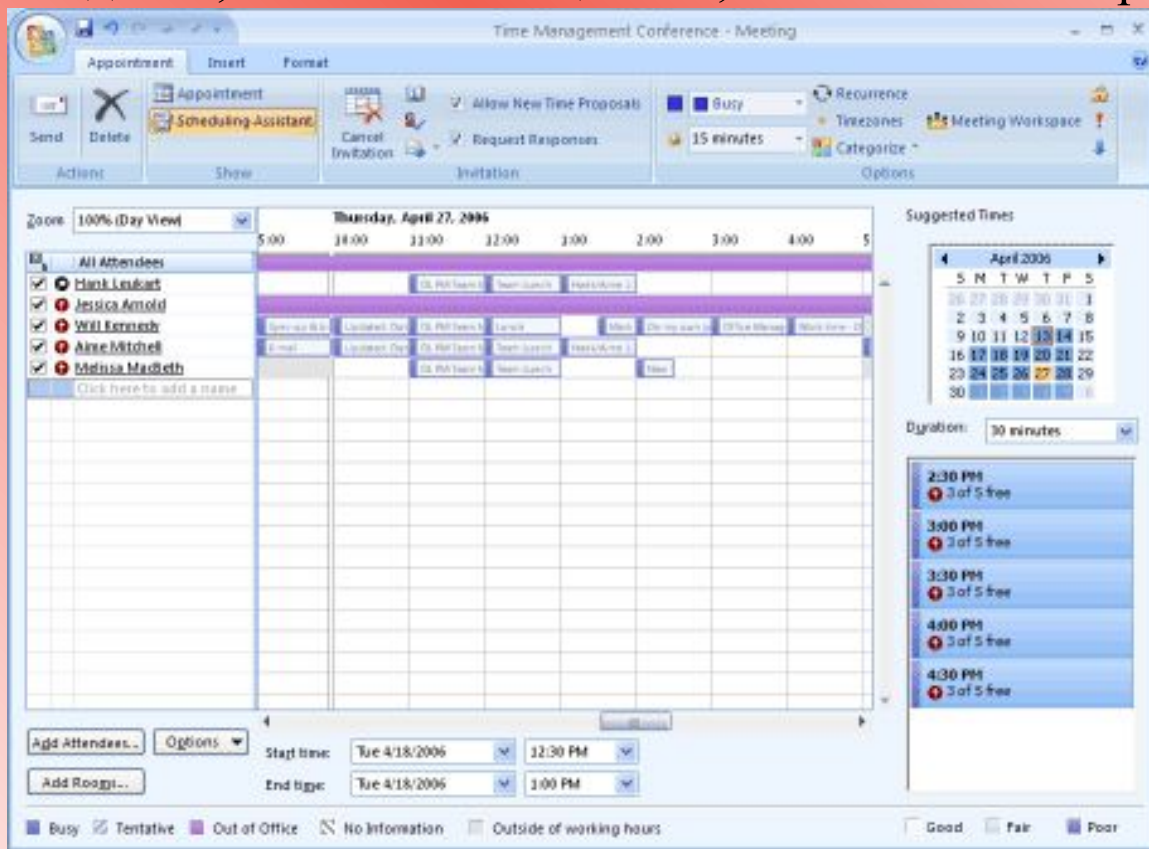 Time Management Conference - Meeting
Appointment Insert Format
Appointment
Scheduling Assistant
Send Delete
Cancel Invitation
Allow New Time Proposals
Request Responses
Busy
15 minutes
Recurrence
Timezones
Categorize
Meeting Workspace
Actions Show Invitation Options
Zoom 100% (Day View)
Thursday, April 27, 2006
5:00 10:00 11:00 12:00 1:00 2:00 3:00 4:00 5
All Attendees
Hank Leukart
Jessica Arnold
Will Kennedy
Aime Mitchell
Melissa MacBeth
Click here to add a name
Suggested Times
April 2006
S M T W T F S
26 27 28 29 30 31 1
2 3 4 5 6 7 8
9 10 11 12 13 14 15
16 17 18 19 20 21 22
23 24 25 26 27 28 29
30
Duration: 30 minutes
2:30 PM
3 of 5 free
3:00 PM
3 of 5 free
3:30 PM
3 of 5 free
4:00 PM
3 of 5 free
4:30 PM
3 of 5 free
Add Attendees... Options
Add Rooms...
Start time: Tue 4/18/2006 12:30 PM
End time: Tue 4/18/2006 1:00 PM
Busy Tentative Out of Office No Information Outside of working hours
Good Fair Poor